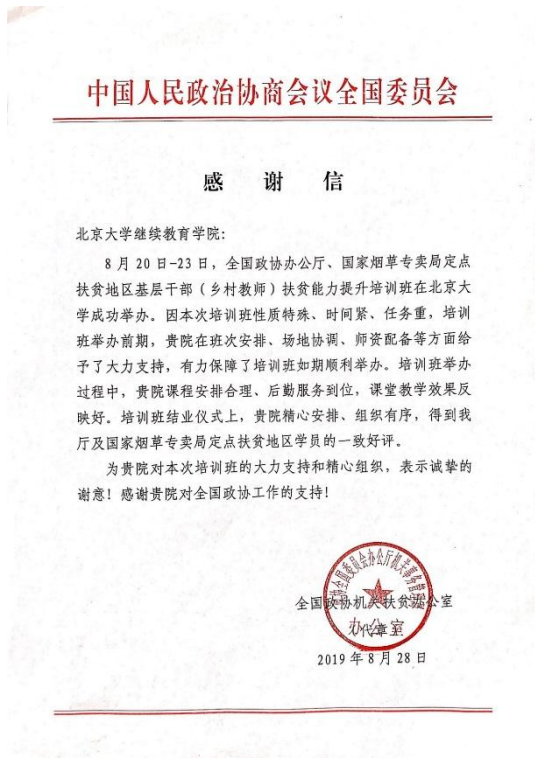 中国人民政治协商会议全国委员会
感 谢 信
北京大学继续教育学院：
8 月 20 日-23 日，全国政协办公厅、国家烟草专卖局定点
扶贫地区基层干部（乡村教师）扶贫能力提升培训班在北京大
学成功举办。因本次培训班性质特殊、时间紧、任务重，培训
班举办前期，贵院在班次安排、场地协调、师资配备等方面给
予了大力支持，有力保障了培训班如期顺利举办。培训班举办
过程中，贵院课程安排合理、后勤服务到位，课堂教学效果反
映好。培训班结业仪式上，贵院精心安排、组织有序，得到我
厅及国家烟草专卖局定点扶贫地区学员的一致好评。
为贵院对本次培训班的大力支持和精心组织，表示诚挚的
谢意！感谢贵院对全国政协工作的支持！
全国政协机关扶贫办公室
（代章）
办公室
2019 年 8 月 28 日